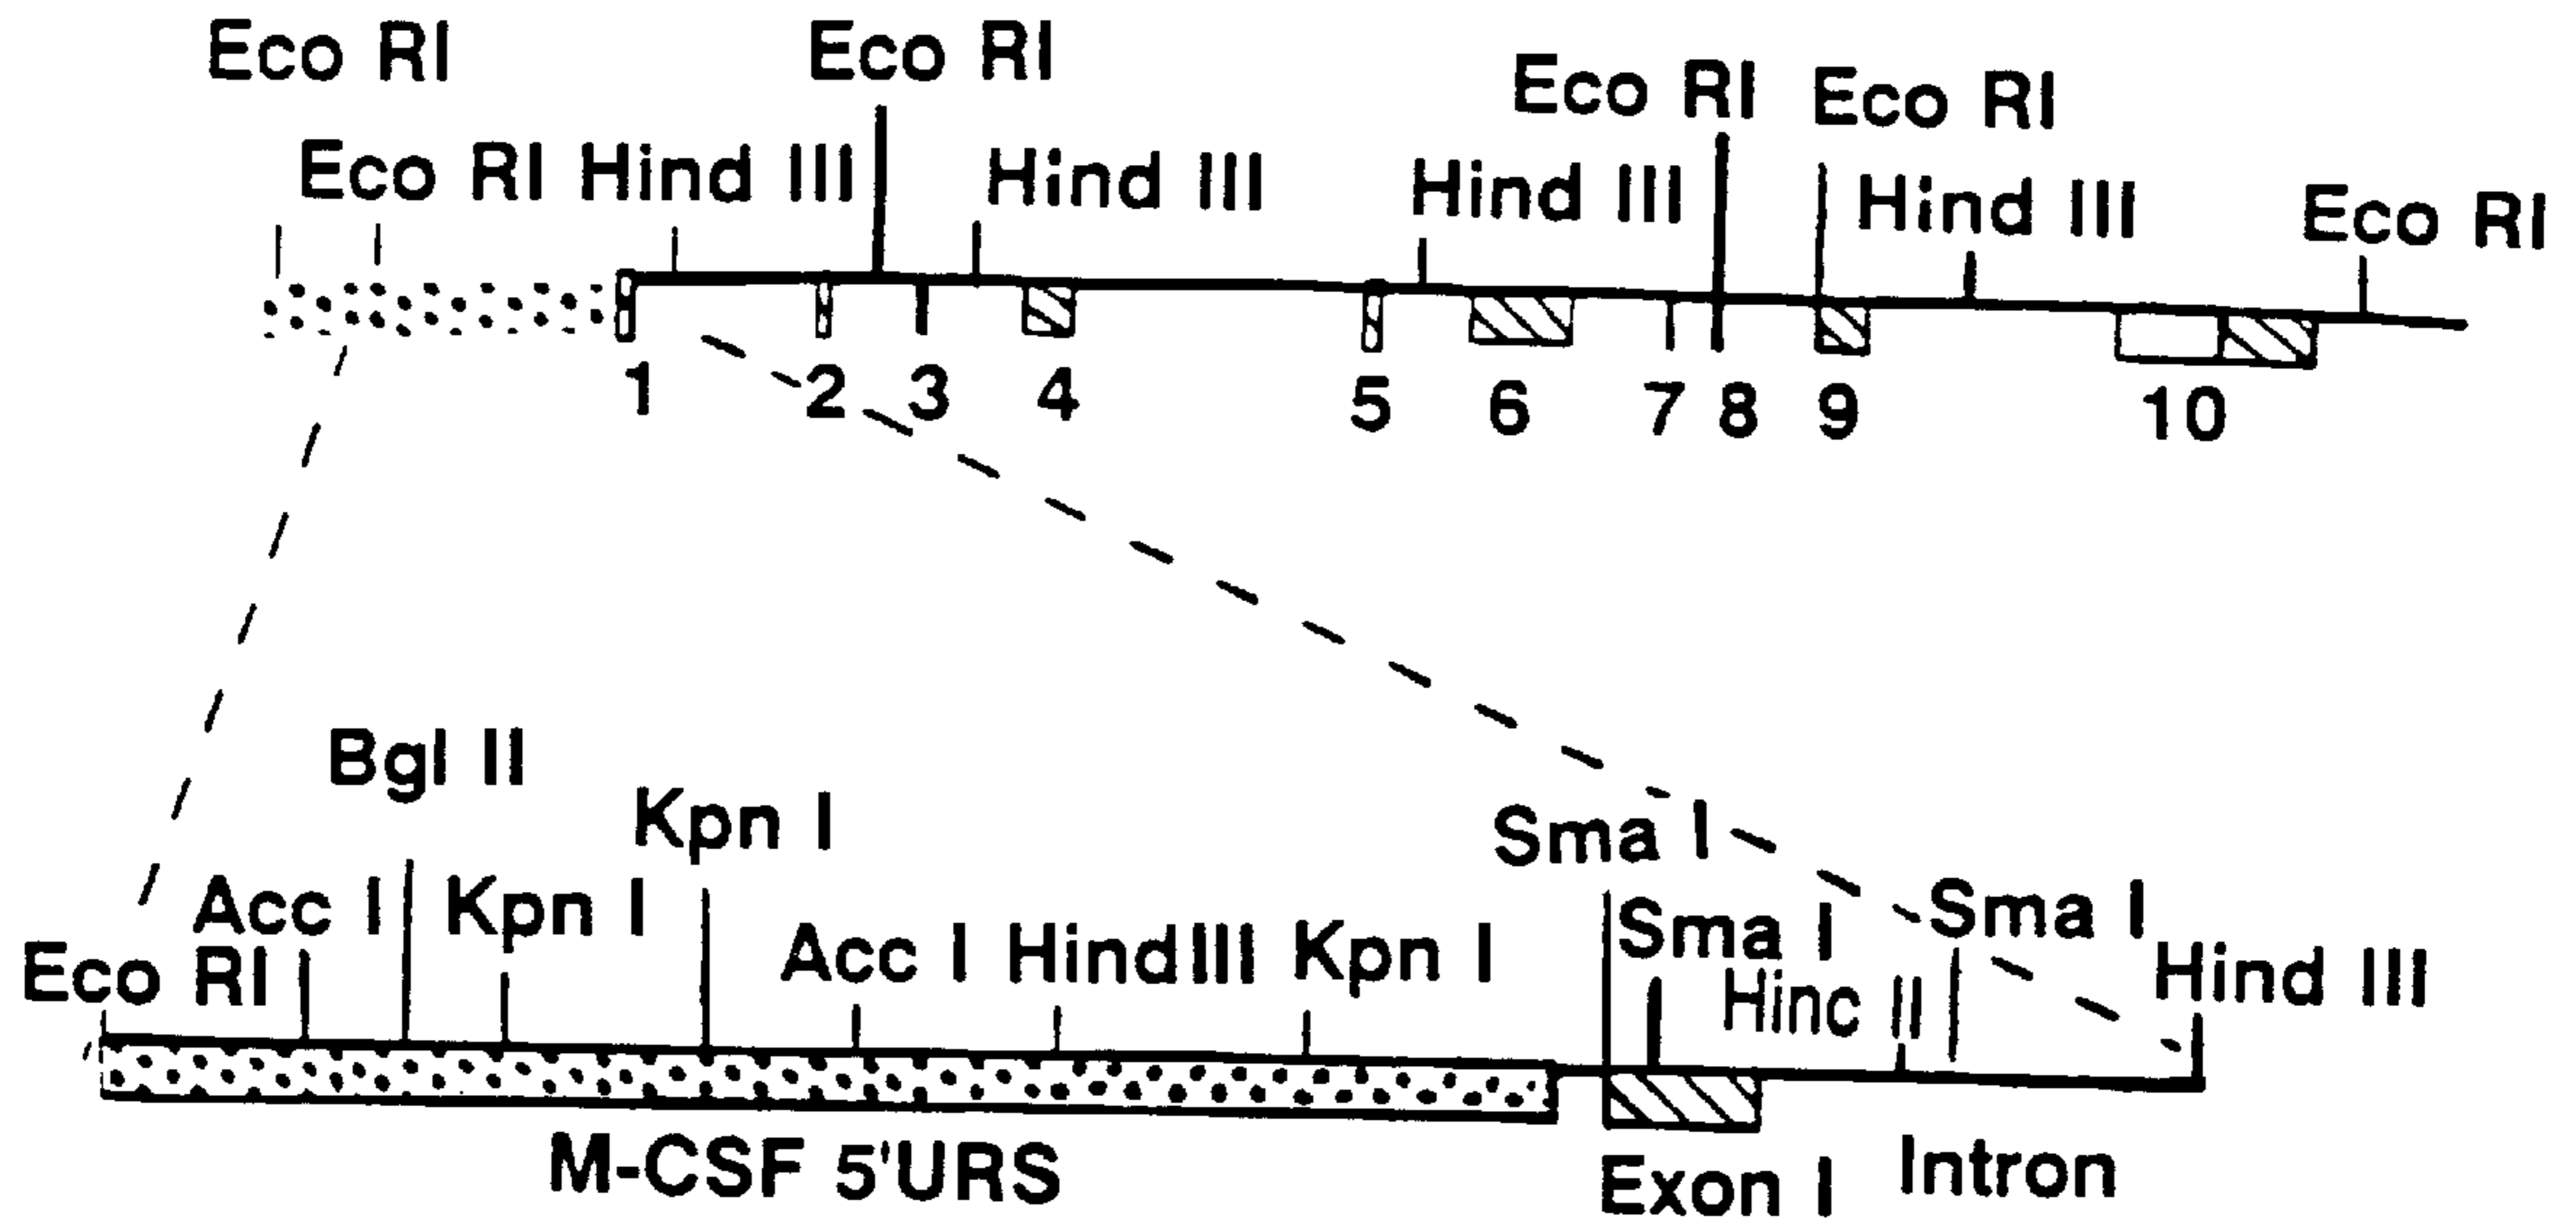 Eco RI
Eco RI
Eco RI
Eco RI
Eco RI
Hind III
Hind III
Hind III
Hind III
Eco RI
1
2
3
4
5
6
7
8
9
10
Bgl II
Kpn I
Sma I
Acc I
Kpn I
Sma I
Sma I
Eco RI
Acc I
HindIII
Kpn I
Hinc II
Hind III
M-CSF 5'URS
Exon I
Intron